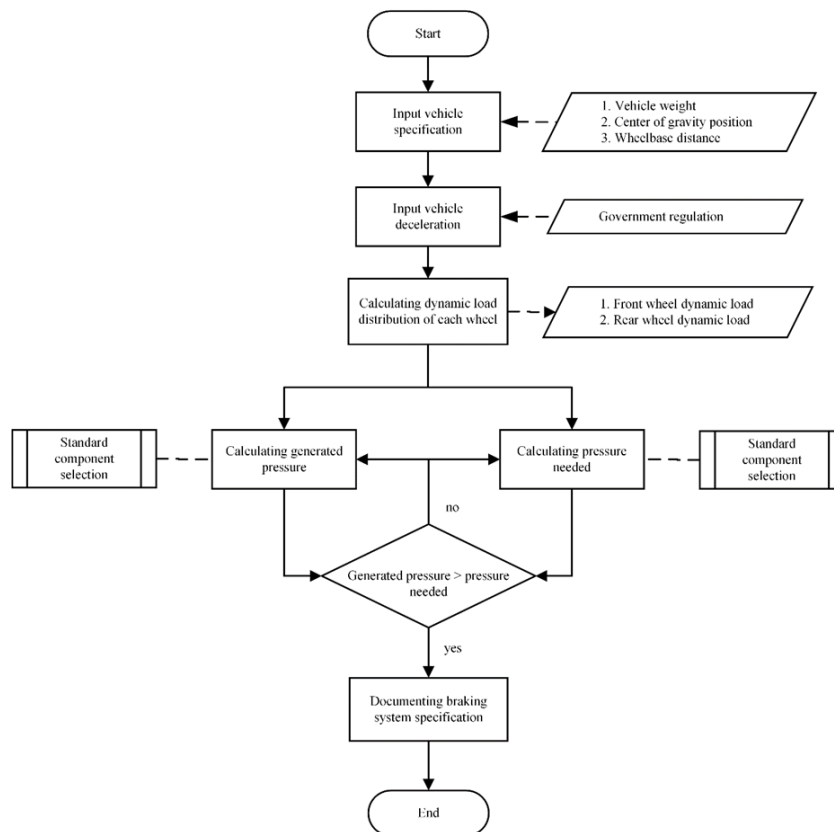 Start
Input vehicle
specification
1. Vehicle weight
2. Center of gravity position
3. Wheelbase distance
Input vehicle
deceleration
Government regulation
Calculating dynamic load
distribution of each wheel
1. Front wheel dynamic load
2. Rear wheel dynamic load
Standard
component
selection
Calculating generated
pressure
Calculating pressure
needed
Standard
component
selection
no
Generated pressure > pressure
needed
yes
Documenting braking
system specification
End